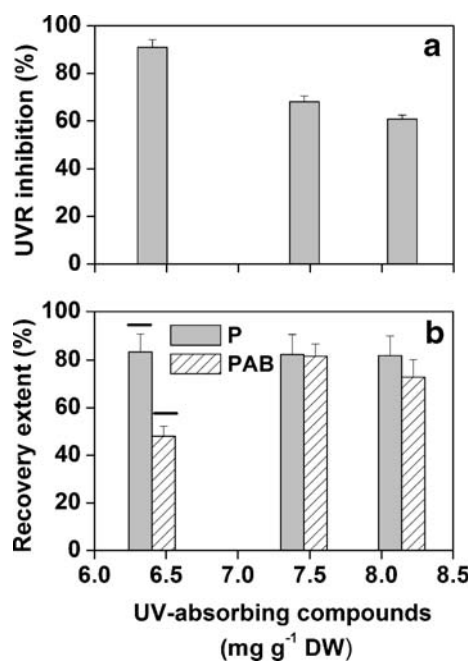 100
a
80
60
40
20
0
UVR inhibition (%)
100
b
P
PAB
80
60
40
20
0
Recovery extent (%)
6.0 6.5 7.0 7.5 8.0 8.5
UV-absorbing compounds
(mg g⁻¹ DW)